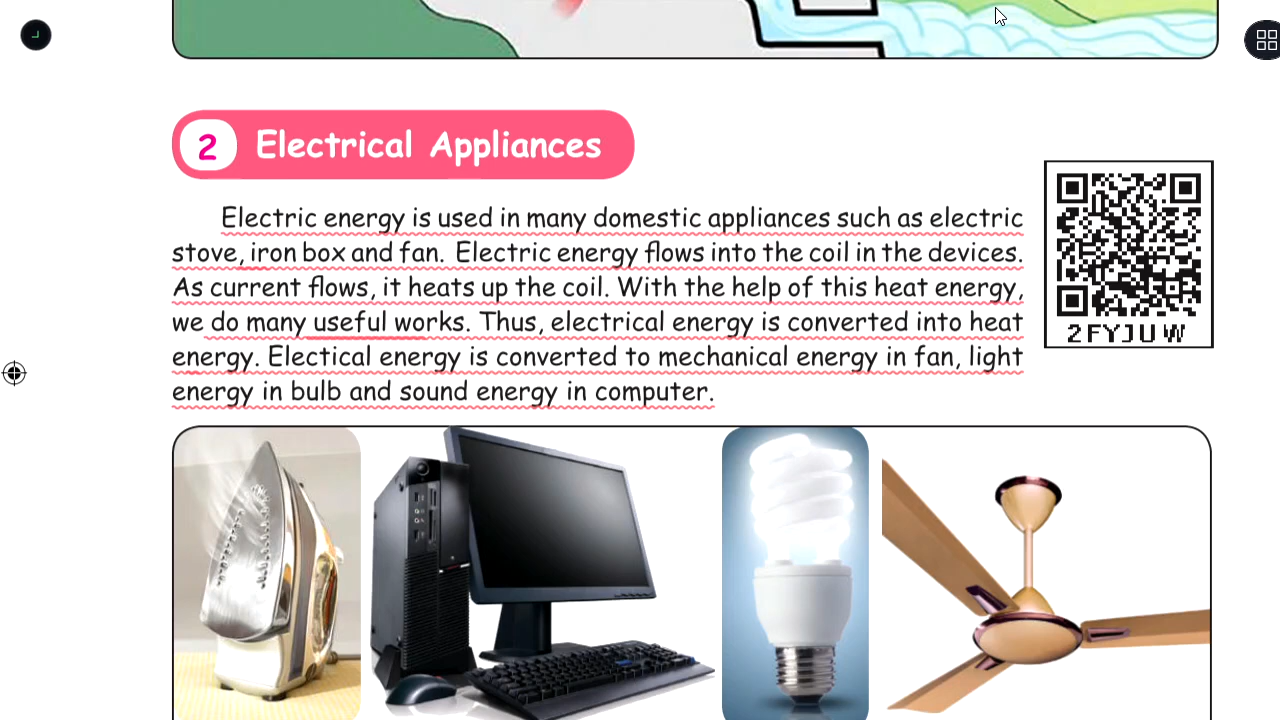 2 Electrical Appliances
Electric energy is used in many domestic appliances such as electric
stove, iron box and fan. Electric energy flows into the coil in the devices.
As current flows, it heats up the coil. With the help of this heat energy,
we do many useful works. Thus, electrical energy is converted into heat
energy. Electical energy is converted to mechanical energy in fan, light
energy in bulb and sound energy in computer.
2FYJUW